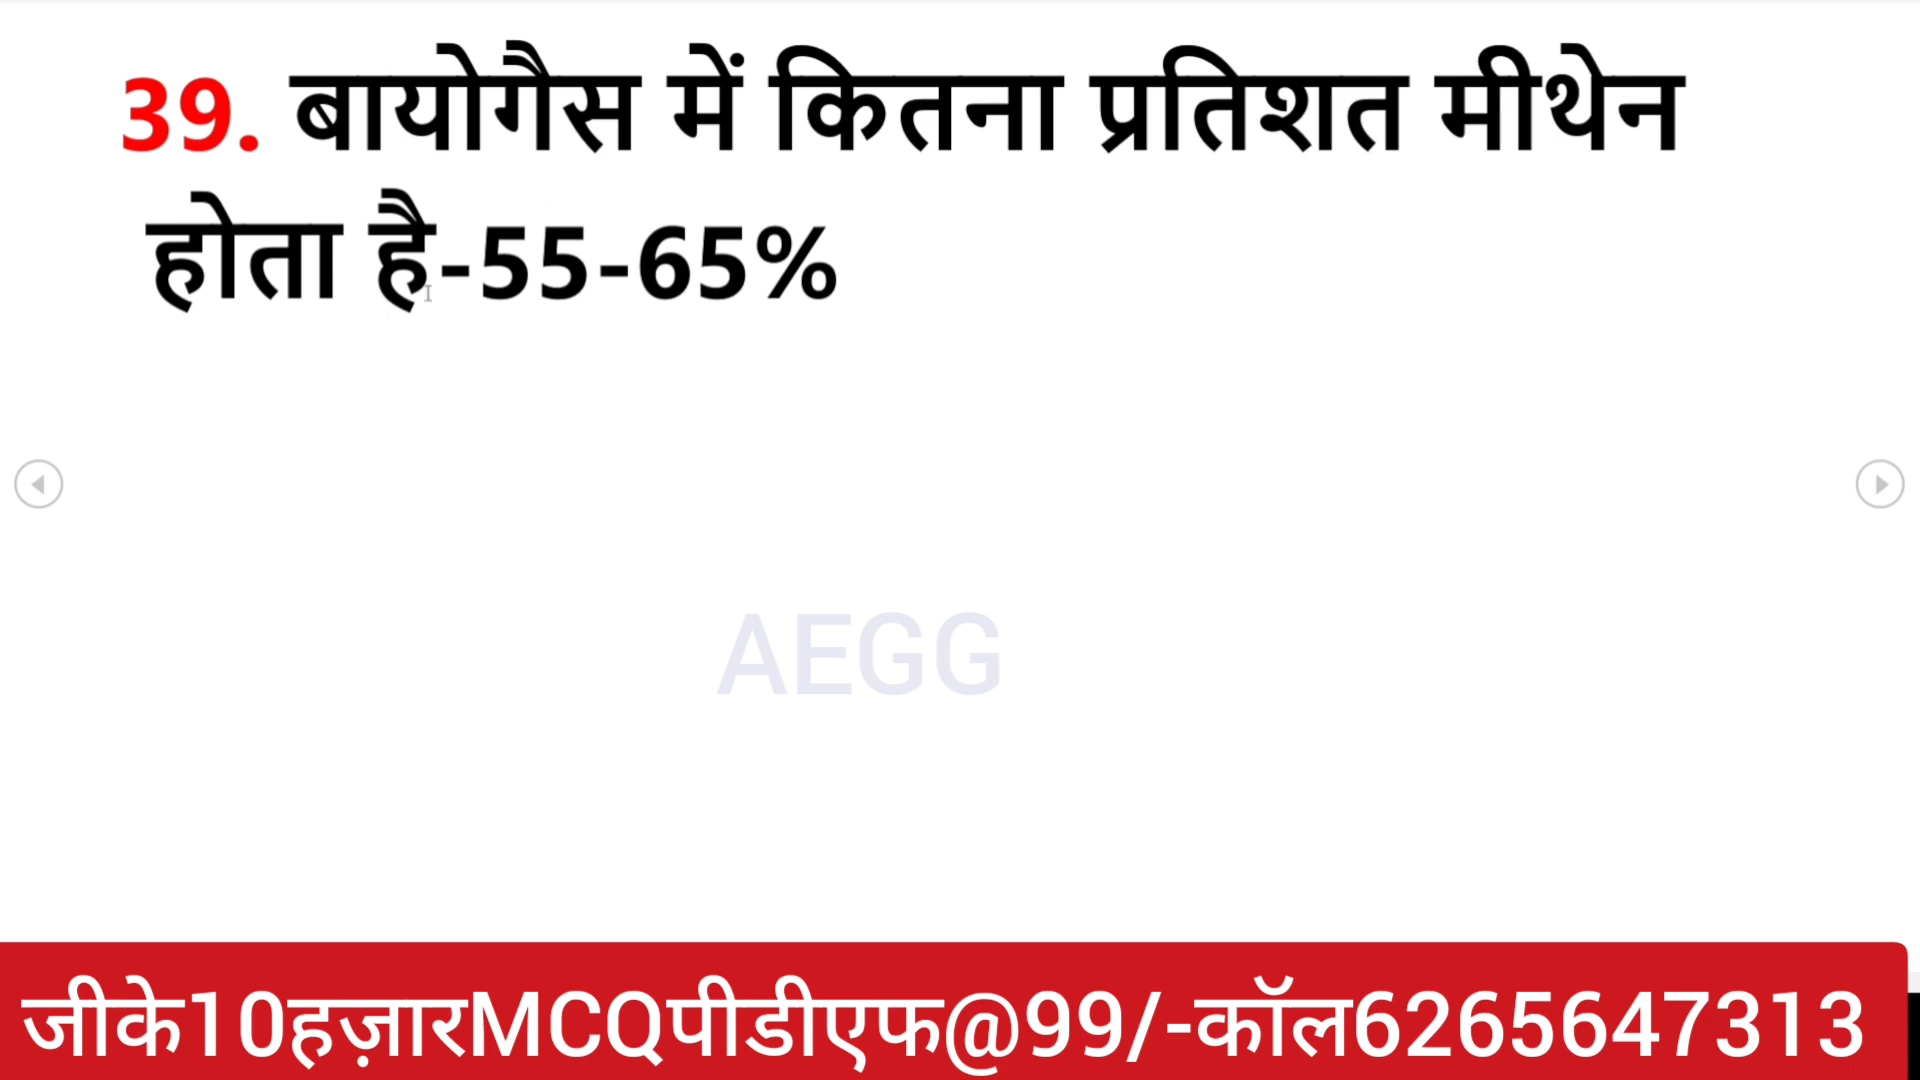 39. बायोगैस में कितना प्रतिशत मीथेन
होता है-55-65%
AEGG
जीके10हज़ारMCQपीडीएफ@99/-कॉल6265647313